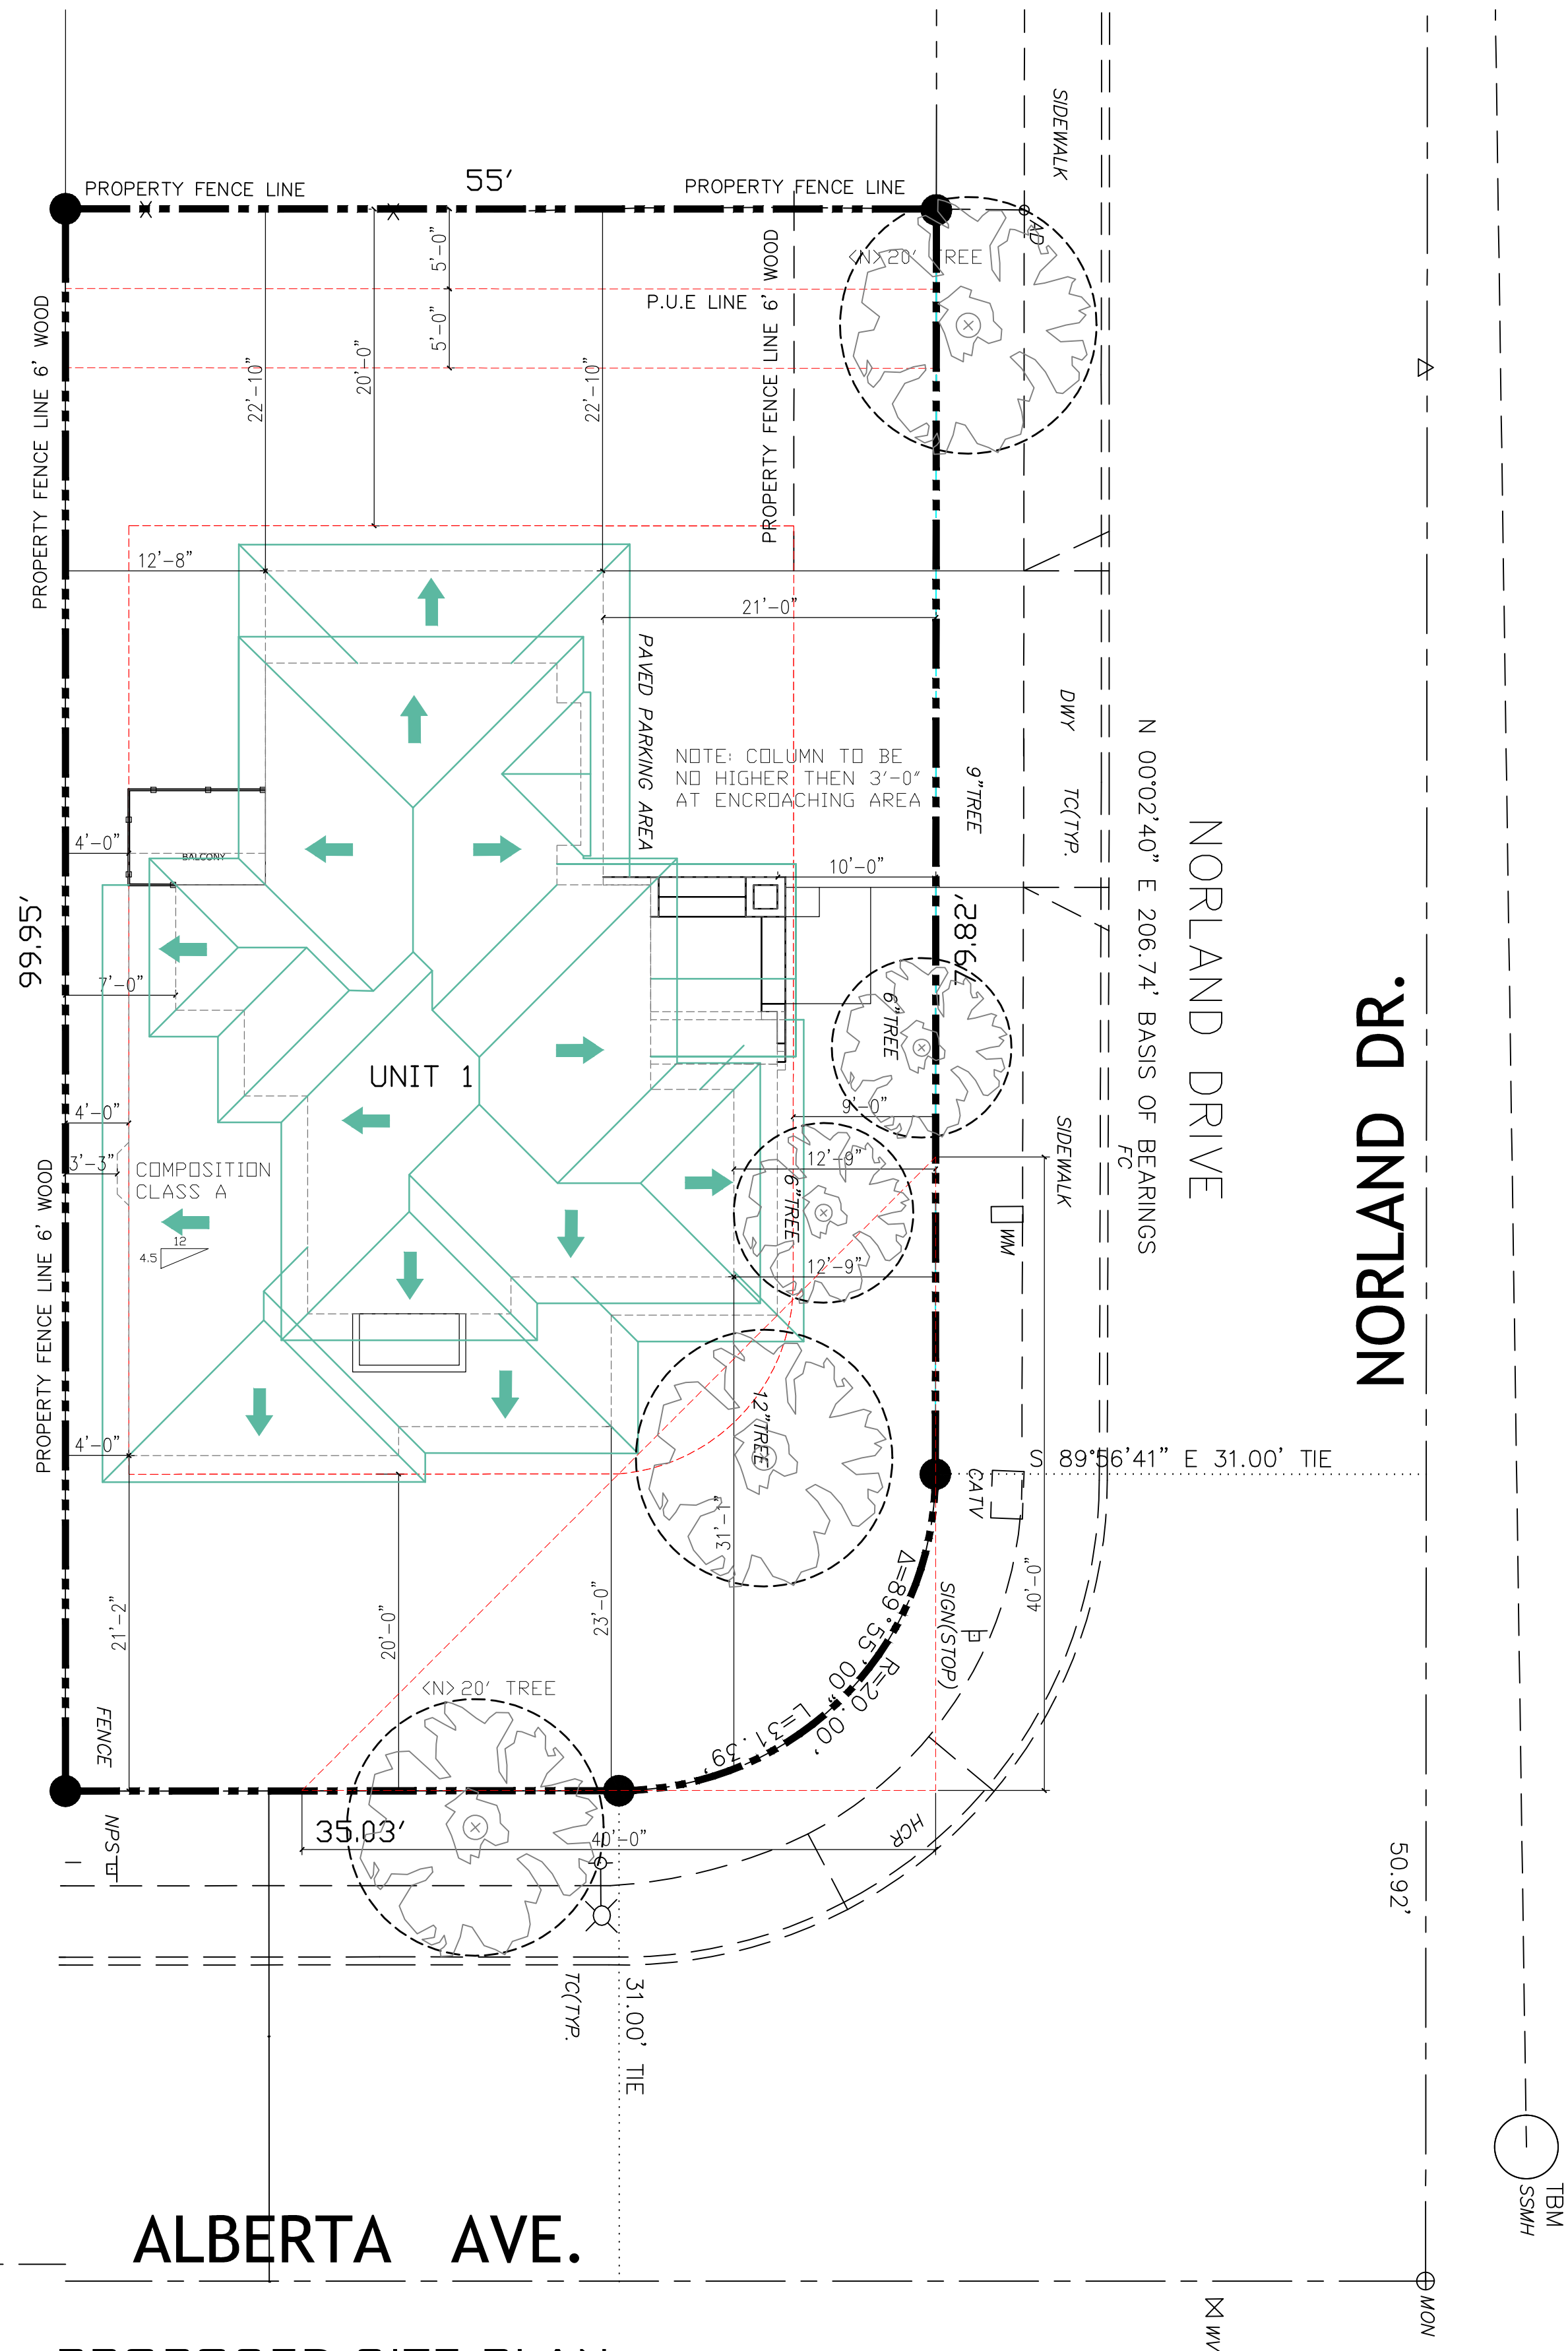 SIDEWALK
55'
PROPERTY FENCE LINE
PROPERTY FENCE LINE
AD
<N> 20' TREE
5'-0"
5'-0"
P.U.E LINE
PROPERTY FENCE LINE 6' WOOD
PROPERTY FENCE LINE 6' WOOD
22'-10"
20'-0"
22'-10"
12'-8"
21'-0"
PAVED PARKING AREA
DWY
TC(TYP.
N 00°02'40" E 206.74' BASIS OF BEARINGS
NORLAND DRIVE
NOTE: COLUMN TO BE
NO HIGHER THEN 3'-0"
AT ENCROACHING AREA
9"TREE
4'-0"
BALCONY
10'-0"
99.95'
79.82'
7'-0"
6"TREE
NORLAND DR.
UNIT 1
4'-0"
9'-0"
SIDEWALK
FC
3'-3"
COMPOSITION
CLASS A
12'-9"
6"TREE
WM
12
4.5
12'-9"
PROPERTY FENCE LINE 6' WOOD
12"TREE
4'-0"
S 89°56'41" E 31.00' TIE
CATV
31'-1"
40'-0"
Δ=89°55'00"
R=20.00'
L=31.39'
SIGN(STOP)
21'-2"
20'-0"
23'-0"
<N> 20' TREE
FENCE
NPS
35.03'
40'-0"
HCR
50.92'
TC(TYP.
31.00' TIE
TBM
SSMH
ALBERTA AVE.
MON
WV
PROPOSED SITE PLAN